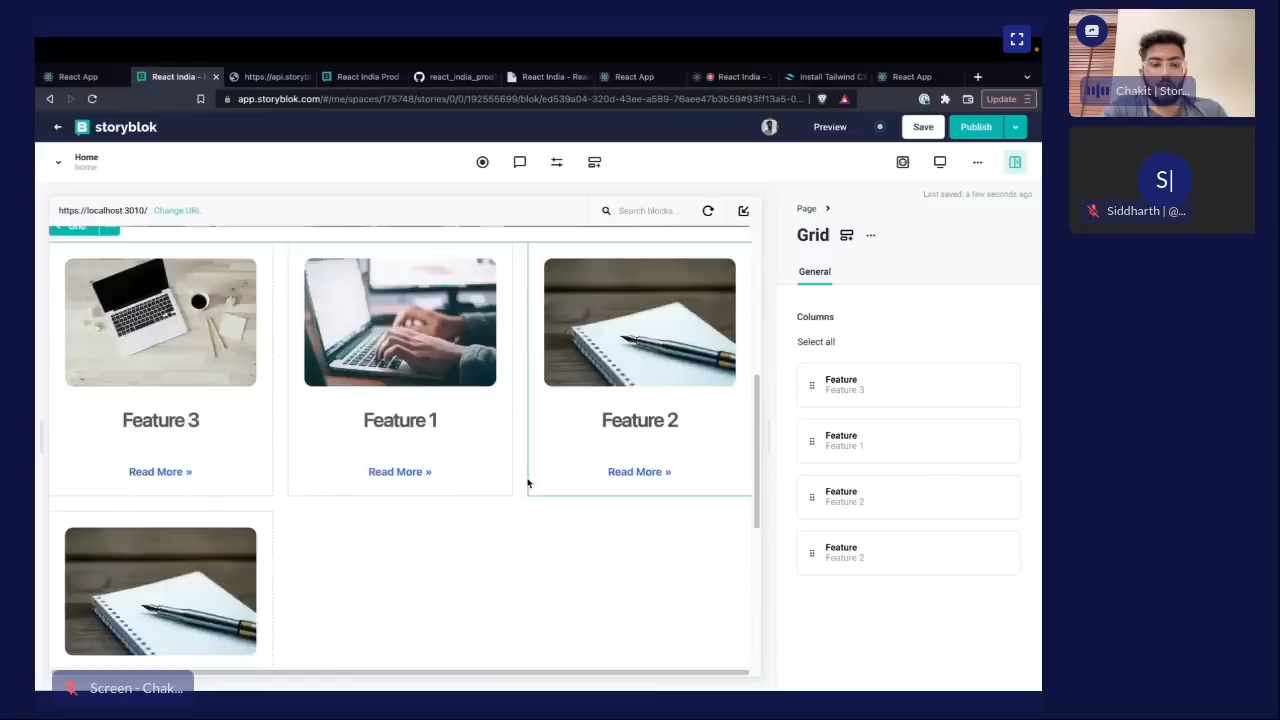 React App
React India -
https://api.storybl
React India Prod
react_india_prod
React India - Rea
React App
React India -
Install Tailwind CS
React App
app.storyblok.com/#/me/spaces/175748/stories/0/0/192555699/blok/ed539a04-320d-43ee-a589-76aee47b3b59#93ff13a5-0...
Update
storyblok
Preview
Save
Publish
Home
home
Last saved: a few seconds ago
https://localhost:3010/ Change URL
Search blocks...
Page
Grid
Grid
General
Columns
Select all
Feature
Feature 3
Feature
Feature 1
Feature
Feature 2
Feature
Feature 2
Feature 3
Feature 1
Feature 2
Read More »
Read More »
Read More »
Screen - Chak...
Chakit | Stor...
S|
Siddharth | @...